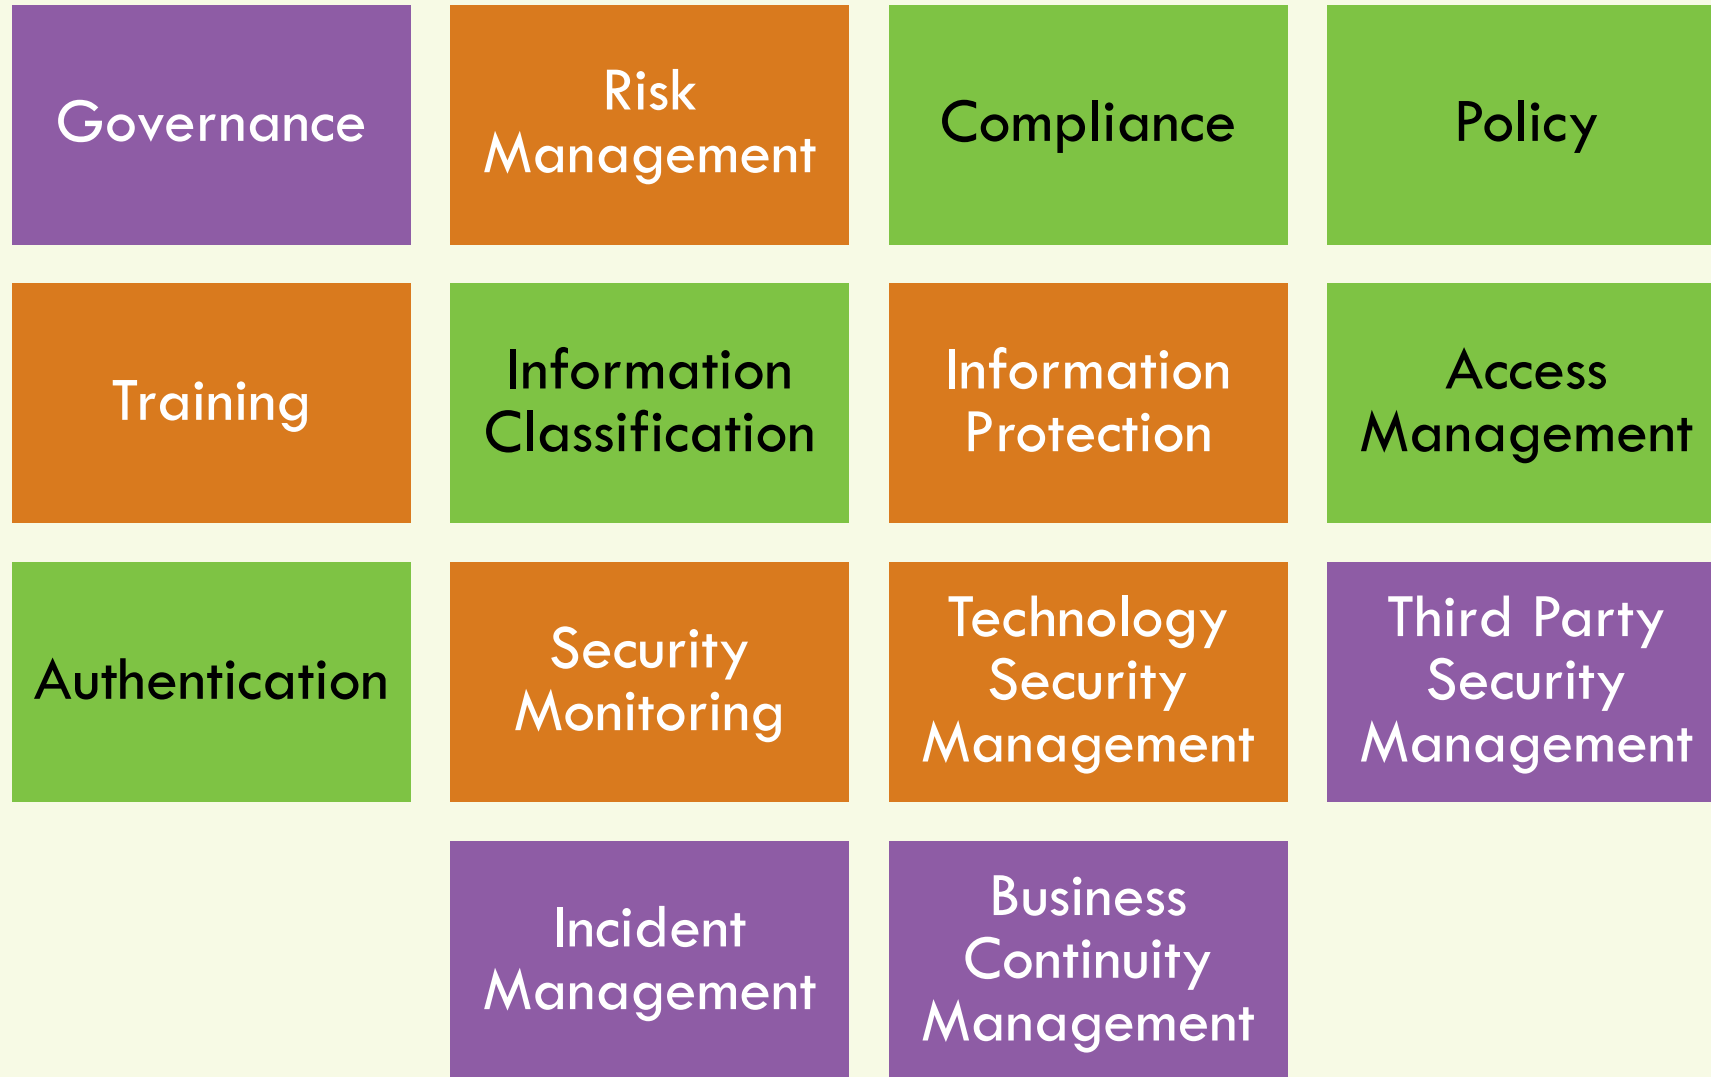 Governance
Risk
Management
Compliance
Policy
Training
Information
Classification
Information
Protection
Access
Management
Authentication
Security
Monitoring
Technology
Security
Management
Third Party
Security
Management
Incident
Management
Business
Continuity
Management